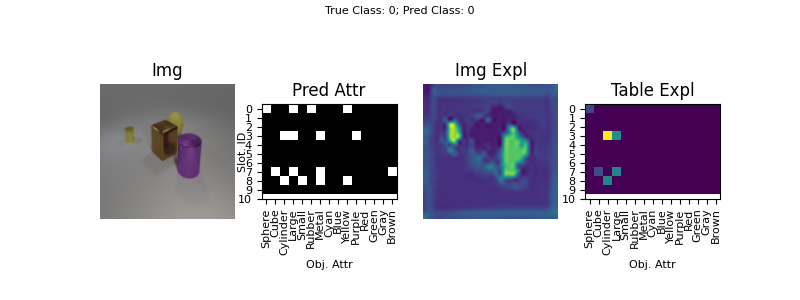 True Class: 0; Pred Class: 0
Img
Pred Attr
Img Expl
Table Expl
Slot. ID
0
1
2
3
4
5
6
7
8
9
10
Sphere
Cube
Cylinder
Large
Small
Rubber
Metal
Cyan
Blue
Yellow
Purple
Red
Green
Gray
Brown
Obj. Attr
0
1
2
3
4
5
6
7
8
9
10
Sphere
Cube
Cylinder
Large
Small
Rubber
Metal
Cyan
Blue
Yellow
Purple
Red
Green
Gray
Brown
Obj. Attr